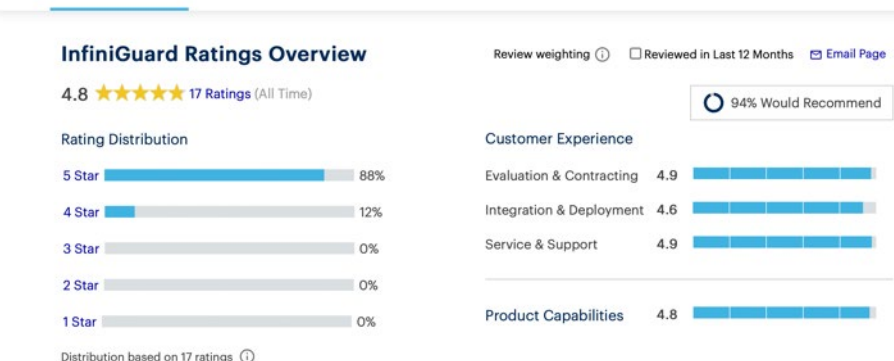 InfiniGuard Ratings Overview
Review weighting
Reviewed in Last 12 Months
Email Page
4.8
17 Ratings (All Time)
94% Would Recommend
Rating Distribution
5 Star 88%
4 Star 12%
3 Star 0%
2 Star 0%
1 Star 0%
Distribution based on 17 ratings
Customer Experience
Evaluation & Contracting 4.9
Integration & Deployment 4.6
Service & Support 4.9
Product Capabilities 4.8